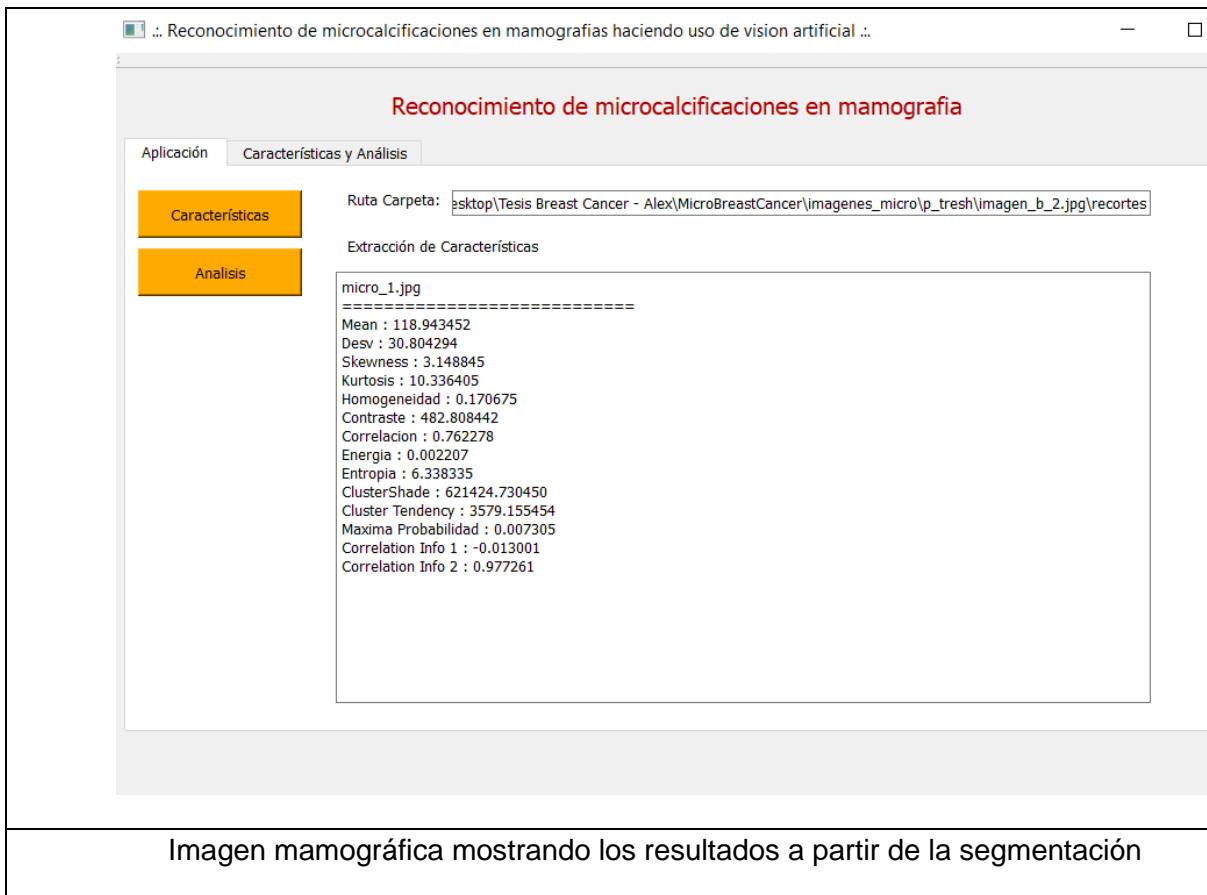 .:. Reconocimiento de microcalcificaciones en mamografias haciendo uso de vision artificial .:.
Reconocimiento de microcalcificaciones en mamografia
Aplicación
Características y Análisis
Características
Ruta Carpeta:
esktop\Tesis Breast Cancer - Alex\MicroBreastCancer\imagenes_micro\p_tresh\imagen_b_2.jpg\recortes
Analisis
Extracción de Características
micro_1.jpg
============================
Mean : 118.943452
Desv : 30.804294
Skewness : 3.148845
Kurtosis : 10.336405
Homogeneidad : 0.170675
Contraste : 482.808442
Correlacion : 0.762278
Energia : 0.002207
Entropia : 6.338335
ClusterShade : 621424.730450
Cluster Tendency : 3579.155454
Maxima Probabilidad : 0.007305
Correlation Info 1 : -0.013001
Correlation Info 2 : 0.977261
Imagen mamográfica mostrando los resultados a partir de la segmentación